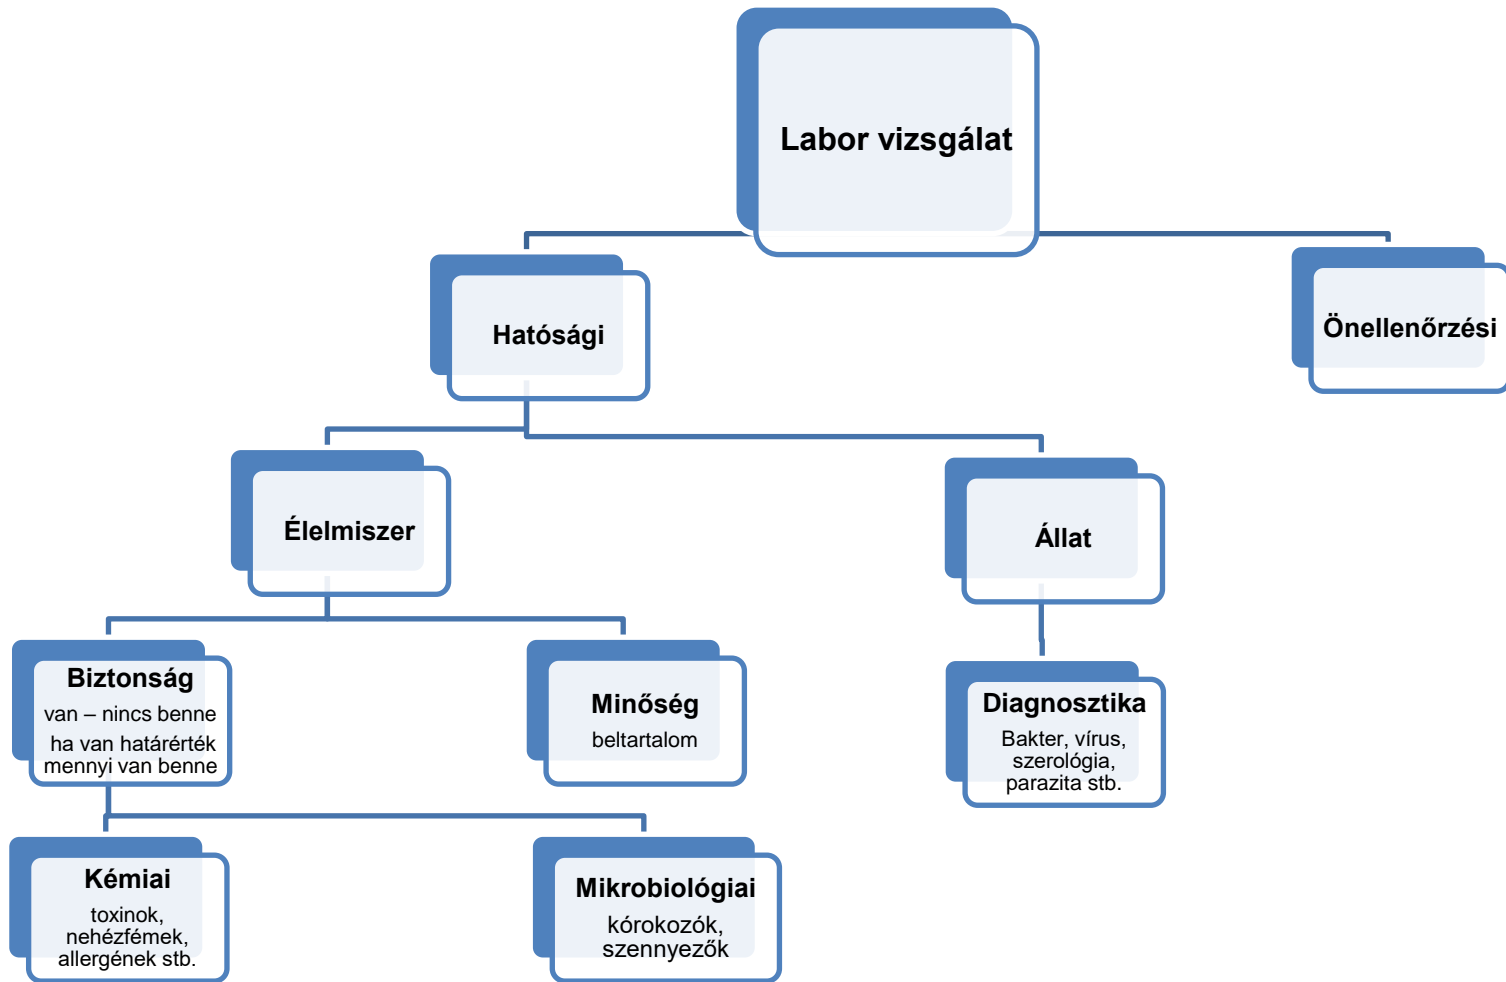 Labor vizsgálat
Hatósági
Önellenőrzési
Élelmiszer
Állat
Biztonság
van – nincs benne
ha van határérték
mennyi van benne
Minőség
beltartalom
Diagnosztika
Bakter, vírus,
szerológia,
parazita stb.
Kémiai
toxinok,
nehézfémek,
allergének stb.
Mikrobiológiai
kórokozók,
szennyezők